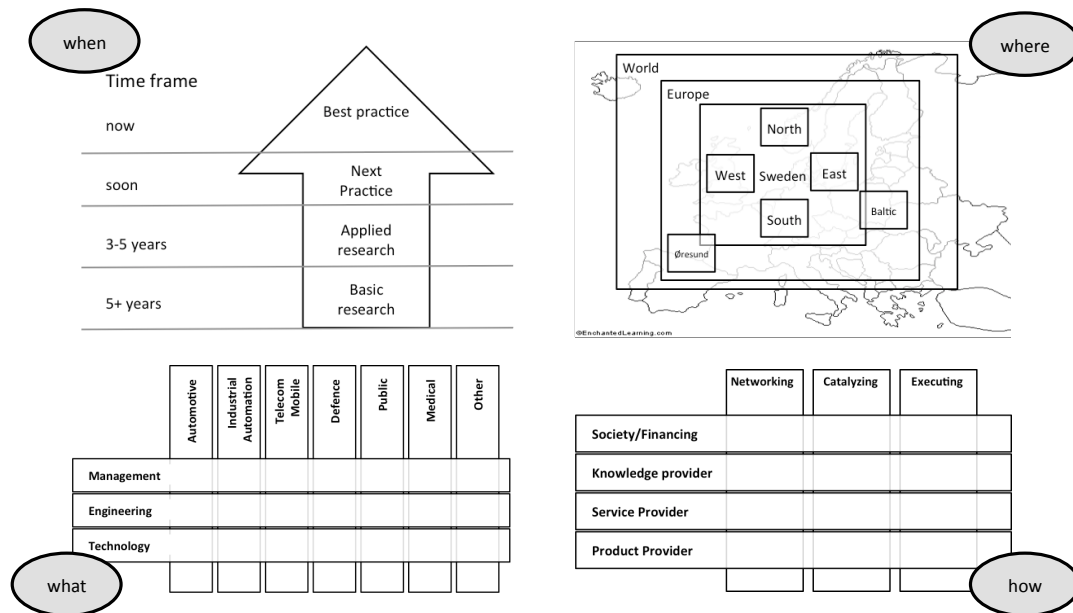 when
Time frame
now
Best practice
soon
Next
Practice
3-5 years
Applied
research
5+ years
Basic
research
where
World
Europe
North
West
Sweden
East
South
Baltic
Øresund
©EnchantedLearning.com
Automotive
Industrial
Automation
Telecom
Mobile
Defence
Public
Medical
Other
Management
Engineering
Technology
what
Networking
Catalyzing
Executing
Society/Financing
Knowledge provider
Service Provider
Product Provider
how